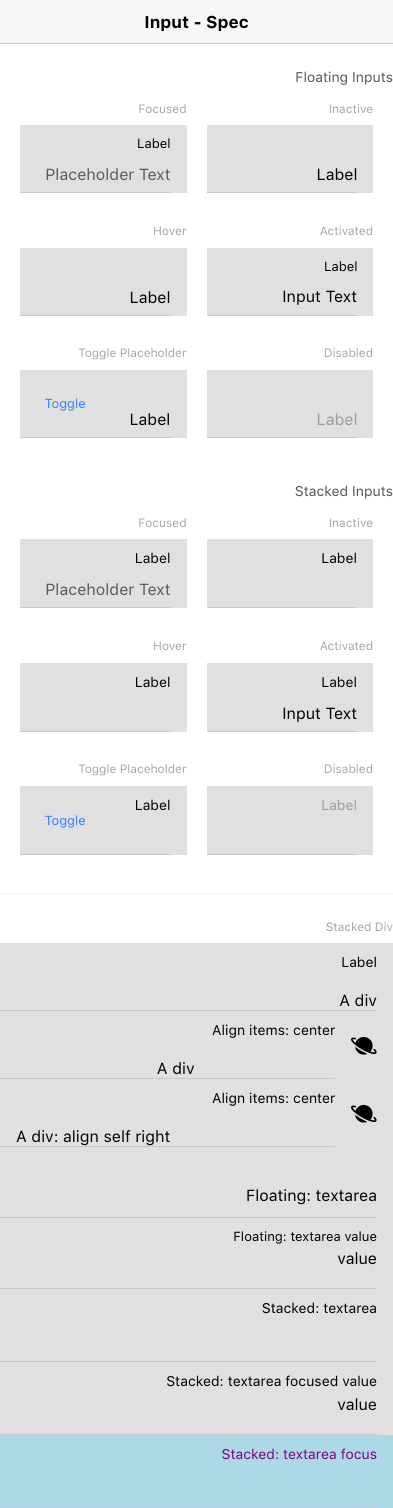 Input - Spec
Floating Inputs
Focused
Inactive
Label
Placeholder Text
Label
Hover
Activated
Label
Label
Input Text
Toggle Placeholder
Disabled
Toggle
Label
Label
Stacked Inputs
Focused
Inactive
Label
Placeholder Text
Label
Hover
Activated
Label
Label
Input Text
Toggle Placeholder
Disabled
Label
Toggle
Label
Stacked Div
Label
A div
Align items: center
A div
Align items: center
A div: align self right
Floating: textarea
Floating: textarea value
value
Stacked: textarea
Stacked: textarea focused value
value
Stacked: textarea focus